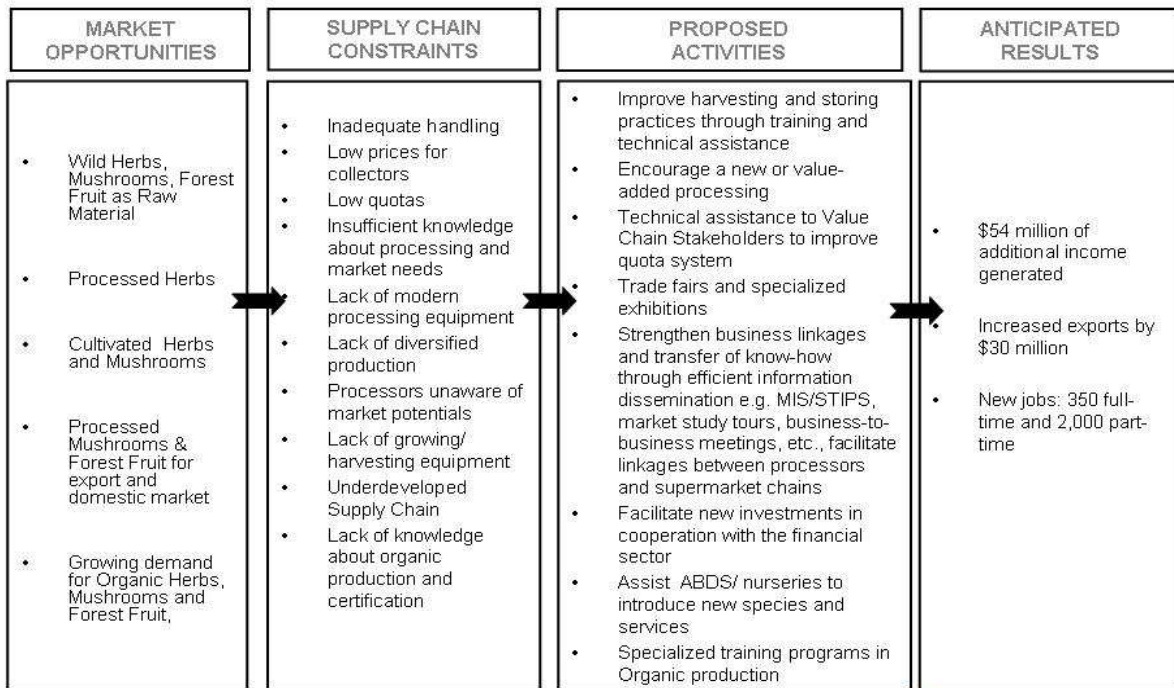 MARKET
OPPORTUNITIES
Wild Herbs,
Mushrooms, Forest
Fruit as Raw
Material
Processed Herbs
Cultivated Herbs
and Mushrooms
Processed
Mushrooms &
Forest Fruit for
export and
domestic market
Growing demand
for Organic Herbs,
Mushrooms and
Forest Fruit,
SUPPLY CHAIN
CONSTRAINTS
Inadequate handling
Low prices for
collectors
Low quotas
Insufficient knowledge
about processing and
market needs
Lack of modern
processing equipment
Lack of diversified
production
Processors unaware of
market potentials
Lack of growing/
harvesting equipment
Underdeveloped
Supply Chain
Lack of knowledge
about organic
production and
certification
PROPOSED
ACTIVITIES
Improve harvesting and storing
practices through training and
technical assistance
Encourage a new or value-
added processing
Technical assistance to Value
Chain Stakeholders to improve
quota system
Trade fairs and specialized
exhibitions
Strengthen business linkages
and transfer of know-how
through efficient information
dissemination e.g. MIS/STIPS,
market study tours, business-to-
business meetings, etc., facilitate
linkages between processors
and supermarket chains
Facilitate new investments in
cooperation with the financial
sector
Assist ABDS/ nurseries to
introduce new species and
services
Specialized training programs in
Organic production
ANTICIPATED
RESULTS
$54 million of
additional income
generated
Increased exports by
$30 million
New jobs: 350 full-
time and 2,000 part-
time